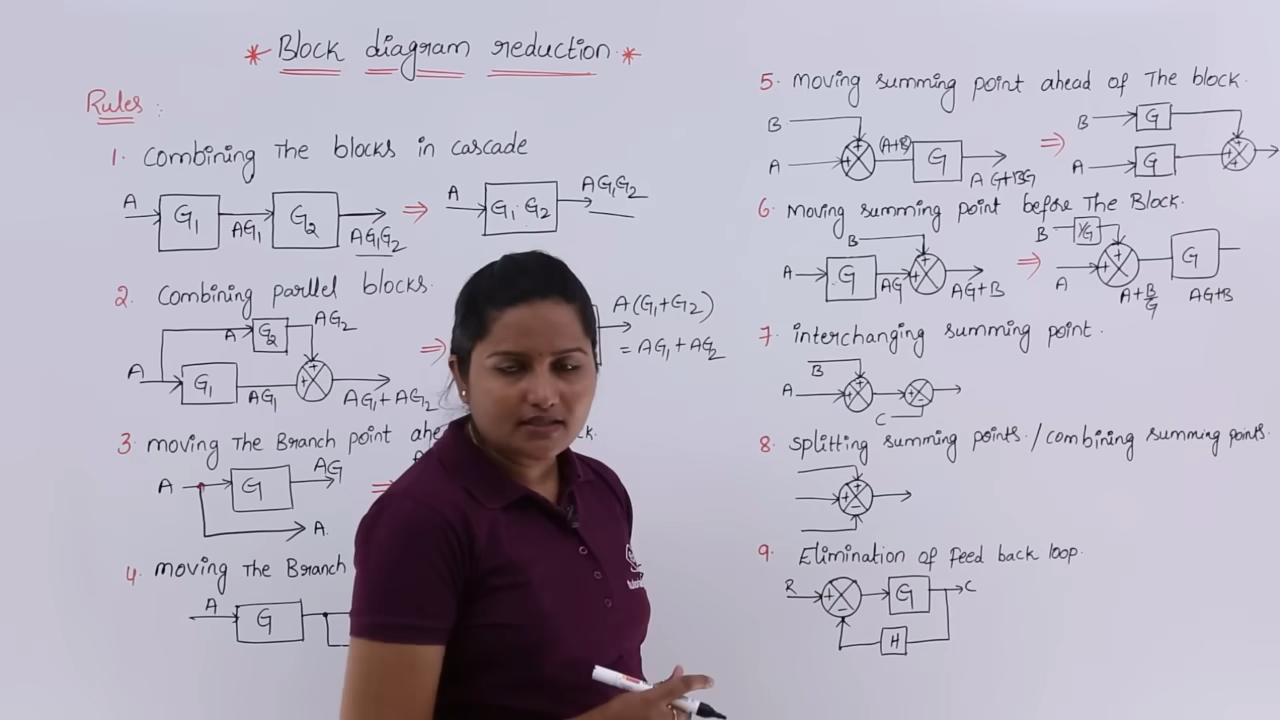 * Block diagram reduction *
Rules :
1. combining The blocks in cascade
A G₁ AG₁ G₂ AG₁G₂ ⇒ A G₁·G₂ AG₁G₂
2. combining parllel blocks.
A A G₂ AG₂
G₁ AG₁ + + AG₁+AG₂ ⇒ A(G₁+G₂)
= AG₁+AG₂
3. moving The Branch point
A G AG ⇒
A.
4. moving The Branch
A G
5. moving summing point ahead of The block.
B A + + (A+B) G AG+BG ⇒ B G A G + +
6. moving summing point before The Block.
A G AG B + + AG+B ⇒ B 1/G A + + A+B/G G AG+B
7. interchanging summing point.
B A + + + - C
8. splitting summing points. / combining summing points.
+ + -
9. Elimination of feed back loop.
R + - G C
H